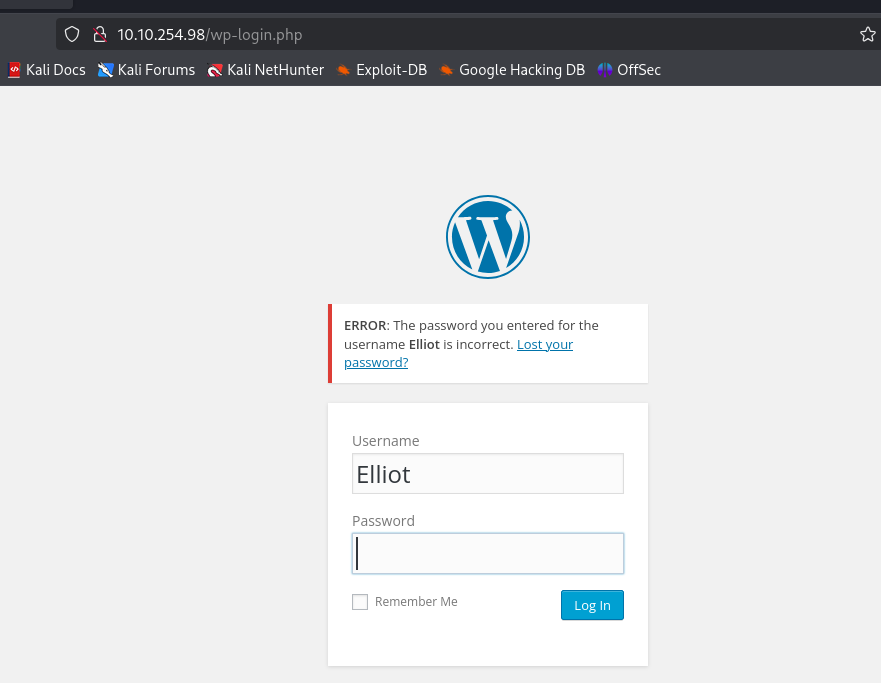 10.10.254.98/wp-login.php
Kali Docs Kali Forums Kali NetHunter Exploit-DB Google Hacking DB OffSec
ERROR: The password you entered for the
username Elliot is incorrect. Lost your
password?
Username
Elliot
Password
Remember Me Log In